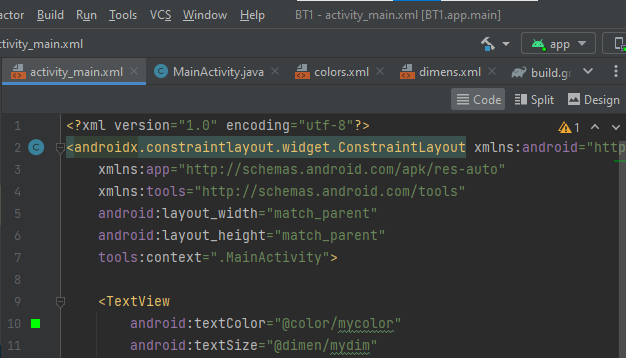 actor Build Run Tools VCS Window Help BT1 - activity_main.xml [BT1.app.main]
ctivity_main.xml app
activity_main.xml MainActivity.java colors.xml dimens.xml build.gr
Code Split Design
1 <?xml version="1.0" encoding="utf-8"?> 1
2 <androidx.constraintlayout.widget.ConstraintLayout xmlns:android="http
3 xmlns:app="http://schemas.android.com/apk/res-auto"
4 xmlns:tools="http://schemas.android.com/tools"
5 android:layout_width="match_parent"
6 android:layout_height="match_parent"
7 tools:context=".MainActivity">
8
9 <TextView
10 android:textColor="@color/mycolor"
11 android:textSize="@dimen/mydim"